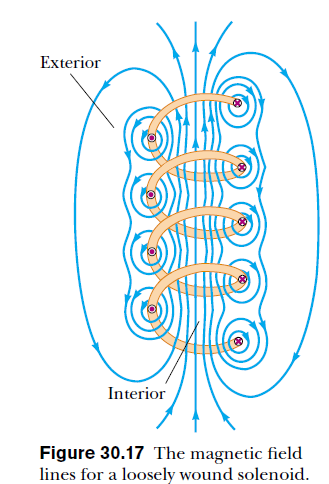 Exterior
Interior
Figure 30.17 The magnetic field
lines for a loosely wound solenoid.